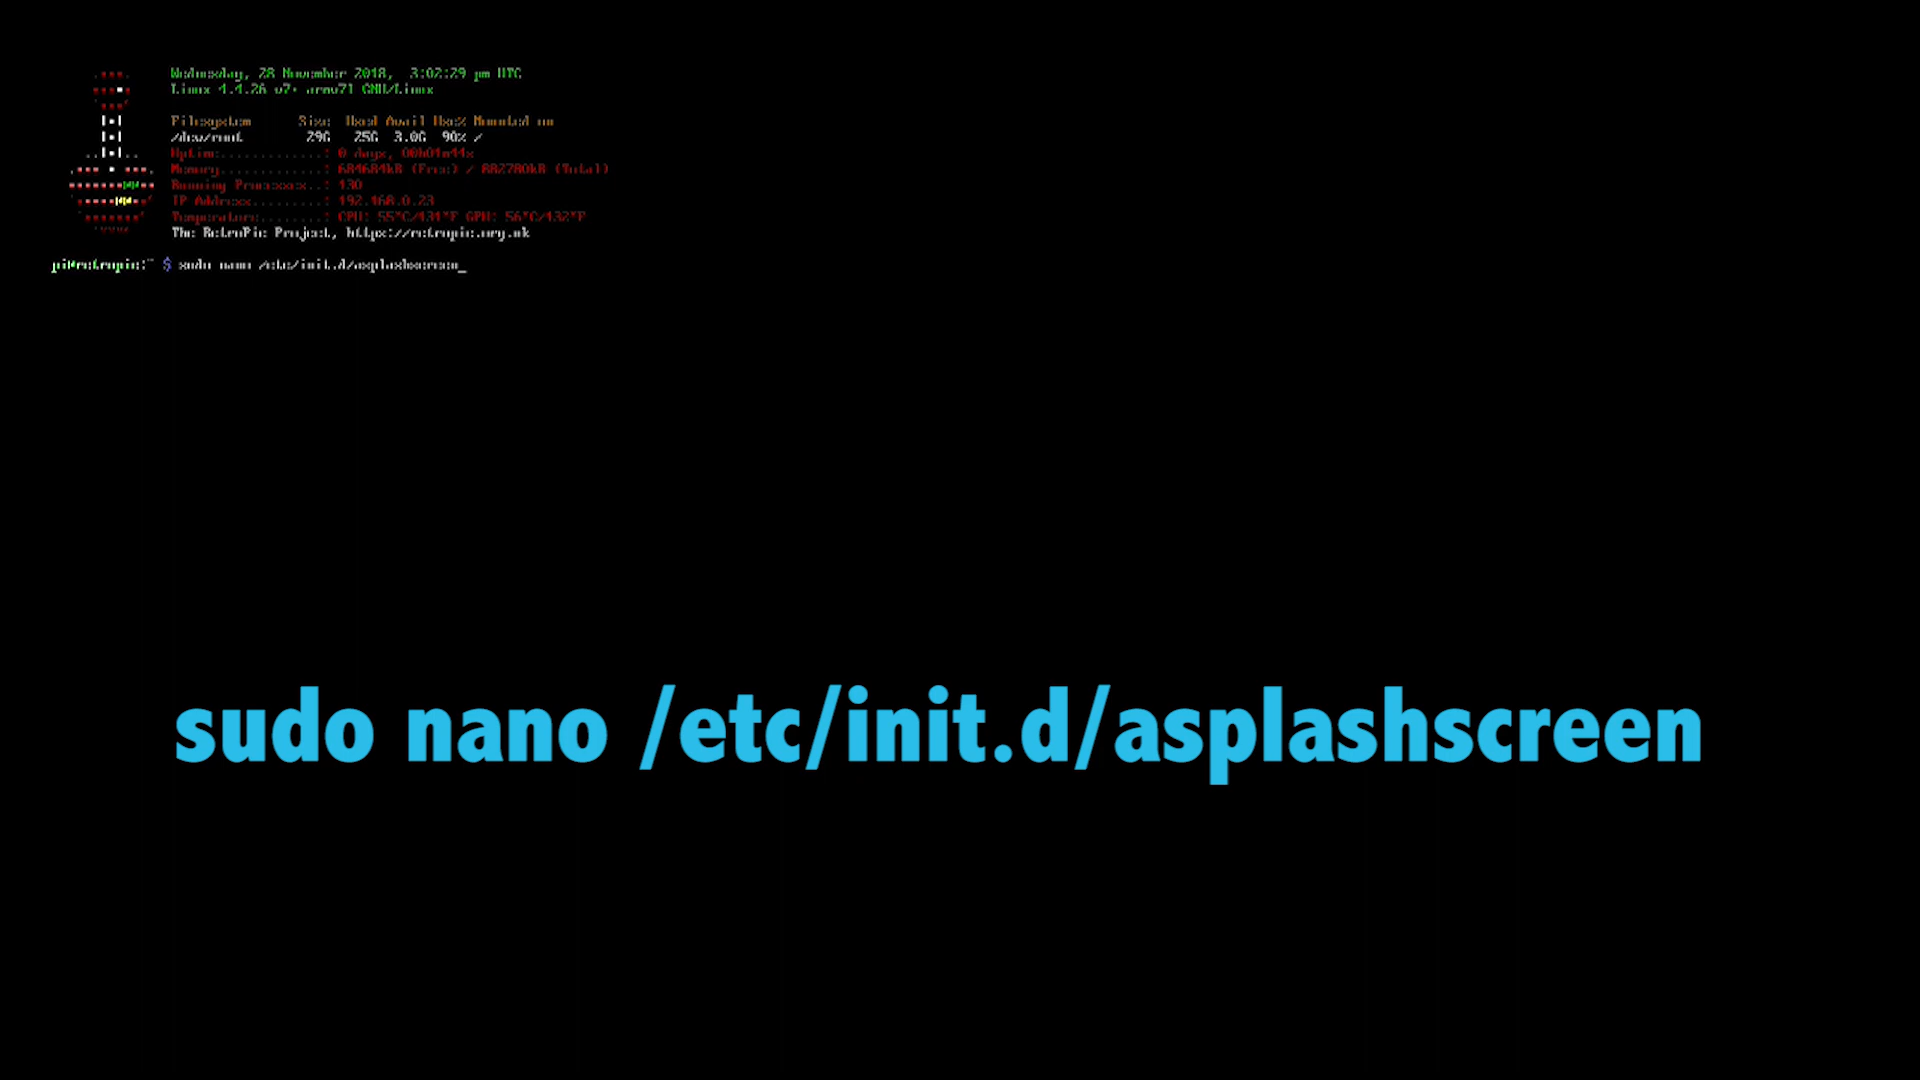 Wednesday, 28 November 2018, 3:02:29 pm UTC
Linux 4.4.26 v7+ armv7l GNU/Linux
Filesystem Size Used Avail Use% Mounted on
/dev/root 29G 25G 3.0G 90% /
Uptime.............: 0 days, 00h04m44s
Memory.............: 684684kB (Free) / 882780kB (Total)
Running Processes..: 130
IP Address.........: 192.168.0.23
Temperature........: CPU: 55°C/131°F GPU: 56°C/132°F
The RetroPie Project, https://retropie.org.uk
pi@retropie:~ $ sudo nano /etc/init.d/asplashscreen_
sudo nano /etc/init.d/asplashscreen